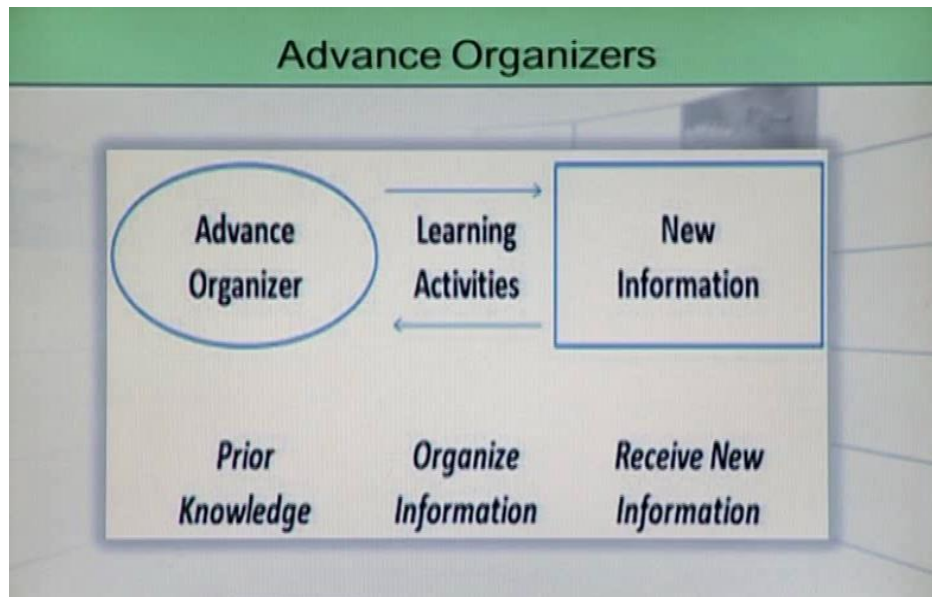 Advance Organizers
Advance
Organizer
Learning
Activities
New
Information
Prior
Knowledge
Organize
Information
Receive New
Information